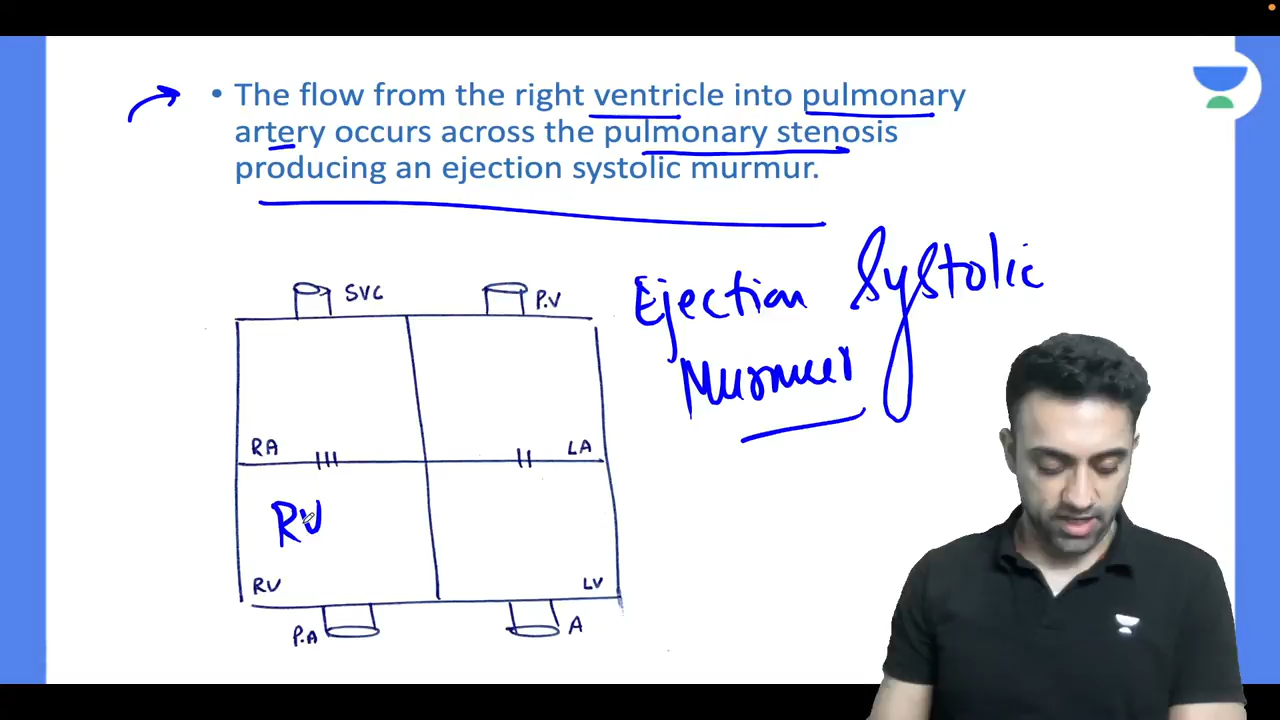 • The flow from the right ventricle into pulmonary
artery occurs across the pulmonary stenosis
producing an ejection systolic murmur.
Ejection Systolic
Murmur
SVC
P.V
RA
LA
RV
RV
LV
P.A
A